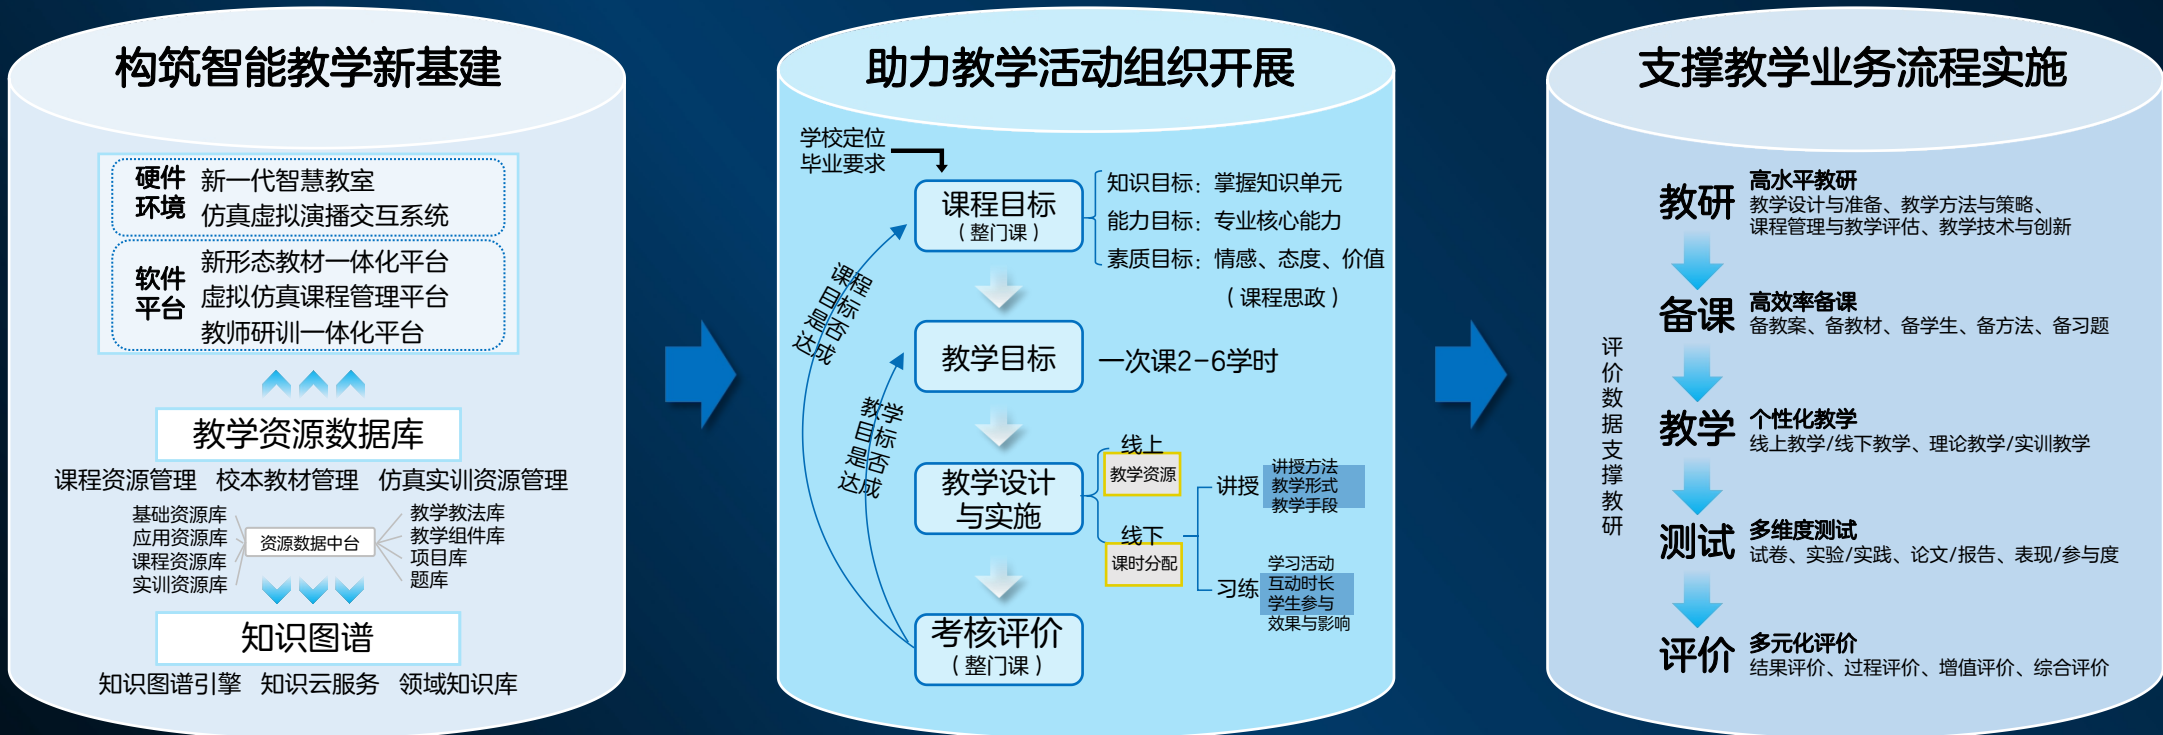 构筑智能教学新基建
硬件
环境
新一代智慧教室
仿真虚拟演播交互系统
软件
平台
新形态教材一体化平台
虚拟仿真课程管理平台
教师研训一体化平台
教学资源数据库
课程资源管理 校本教材管理 仿真实训资源管理
基础资源库
应用资源库
课程资源库
实训资源库
资源数据中台
教学教法库
教学组件库
项目库
题库
知识图谱
知识图谱引擎 知识云服务 领域知识库
助力教学活动组织开展
学校定位
毕业要求
课程目标
（整门课）
知识目标：掌握知识单元
能力目标：专业核心能力
素质目标：情感、态度、价值
（课程思政）
课程
目标
是否
达成
教学目标
一次课2-6学时
教学
目标
是否
达成
教学设计
与实施
线上
教学资源
线下
课时分配
讲授
讲授方法
教学形式
教学手段
习练
学习活动
互动时长
学生参与
效果与影响
考核评价
（整门课）
支撑教学业务流程实施
评价数据支撑教研
教研
高水平教研
教学设计与准备、教学方法与策略、
课程管理与教学评估、教学技术与创新
备课
高效率备课
备教案、备教材、备学生、备方法、备习题
教学
个性化教学
线上教学/线下教学、理论教学/实训教学
测试
多维度测试
试卷、实验/实践、论文/报告、表现/参与度
评价
多元化评价
结果评价、过程评价、增值评价、综合评价